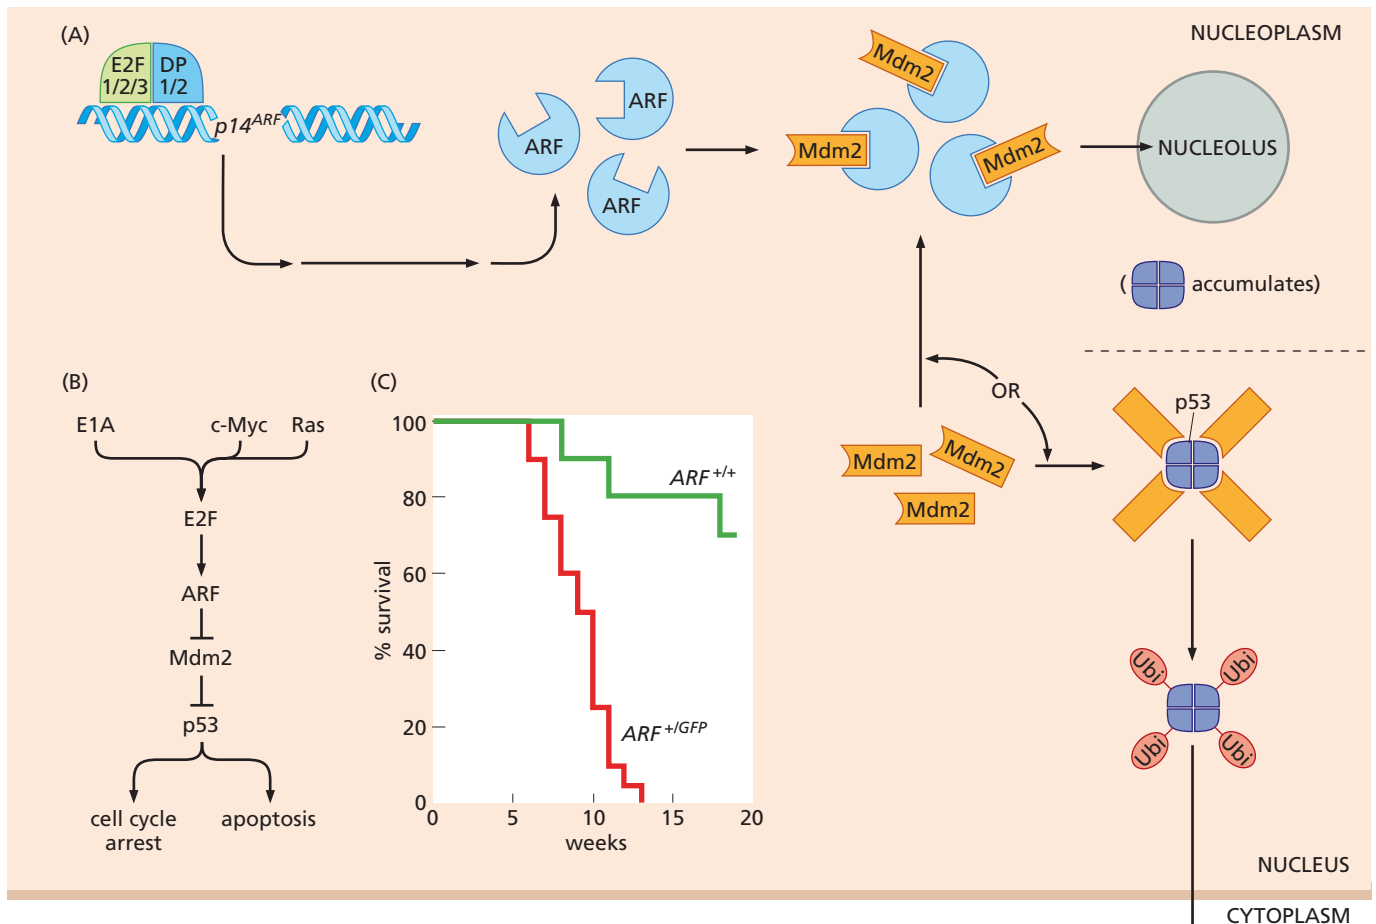 (A)
NUCLEOPLASM
E2F
1/2/3
DP
1/2
p14ARF
ARF
ARF
ARF
Mdm2
Mdm2
Mdm2
NUCLEOLUS
( accumulates)
(B)
E1A
c-Myc
Ras
E2F
ARF
Mdm2
p53
cell cycle
arrest
apoptosis
(C)
100
80
60
40
20
0
% survival
ARF+/+
ARF+/GFP
0
5
10
15
20
weeks
OR
Mdm2
Mdm2
Mdm2
p53
Ubi
Ubi
Ubi
Ubi
NUCLEUS
CYTOPLASM